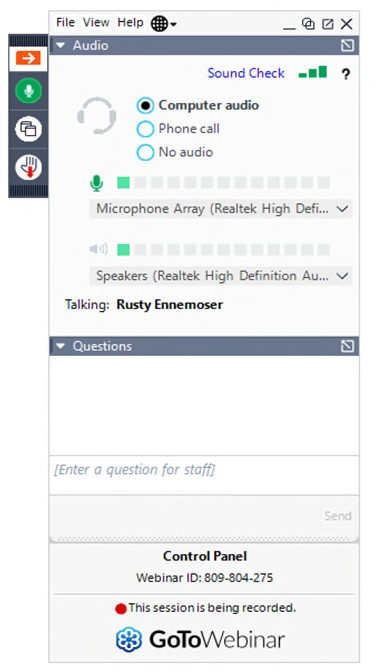 File View Help
Audio
Sound Check ?
Computer audio
Phone call
No audio
Microphone Array (Realtek High Defi...
Speakers (Realtek High Definition Au...
Talking: Rusty Ennemoser
Questions
[Enter a question for staff]
Send
Control Panel
Webinar ID: 809-804-275
This session is being recorded.
GoToWebinar